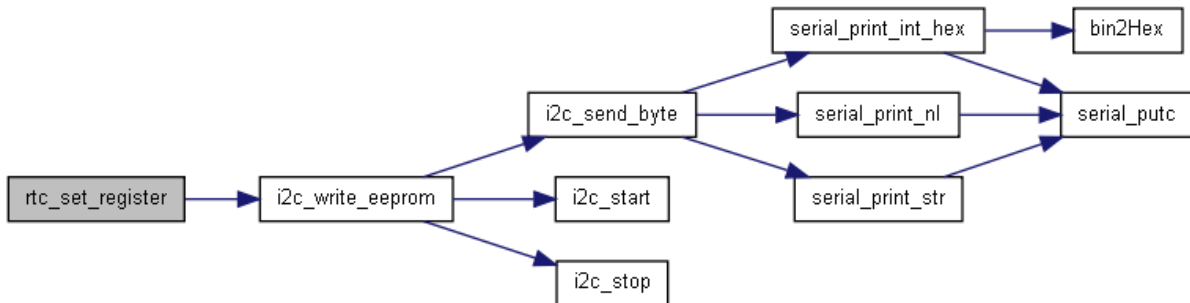 serial_print_int_hex
bin2Hex
i2c_send_byte
serial_print_nl
serial_putc
rtc_set_register
i2c_write_eeprom
i2c_start
serial_print_str
i2c_stop